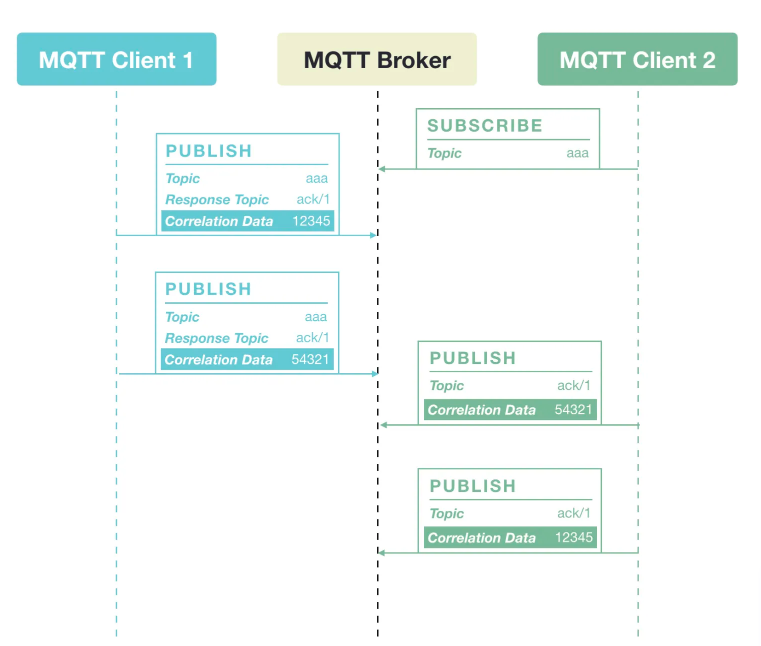 MQTT Client 1
MQTT Broker
MQTT Client 2
SUBSCRIBE
Topic aaa
PUBLISH
Topic aaa
Response Topic ack/1
Correlation Data 12345
PUBLISH
Topic aaa
Response Topic ack/1
Correlation Data 54321
PUBLISH
Topic ack/1
Correlation Data 54321
PUBLISH
Topic ack/1
Correlation Data 12345